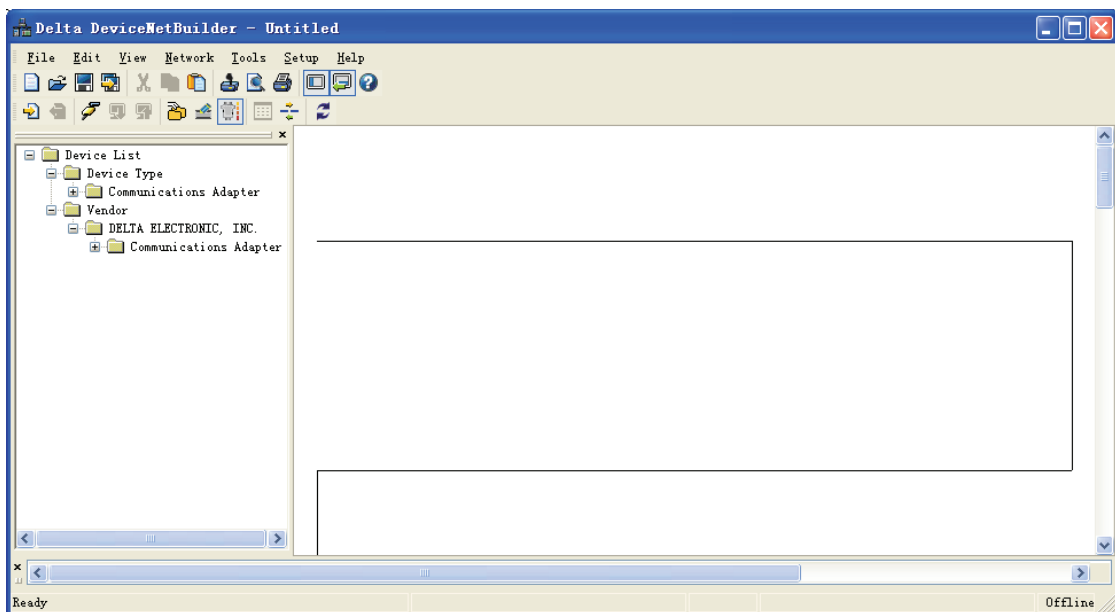 Delta DeviceNetBuilder - Untitled
File Edit View Network Tools Setup Help
Device List
Device Type
Communications Adapter
Vendor
DELTA ELECTRONIC, INC.
Communications Adapter
Ready Offline